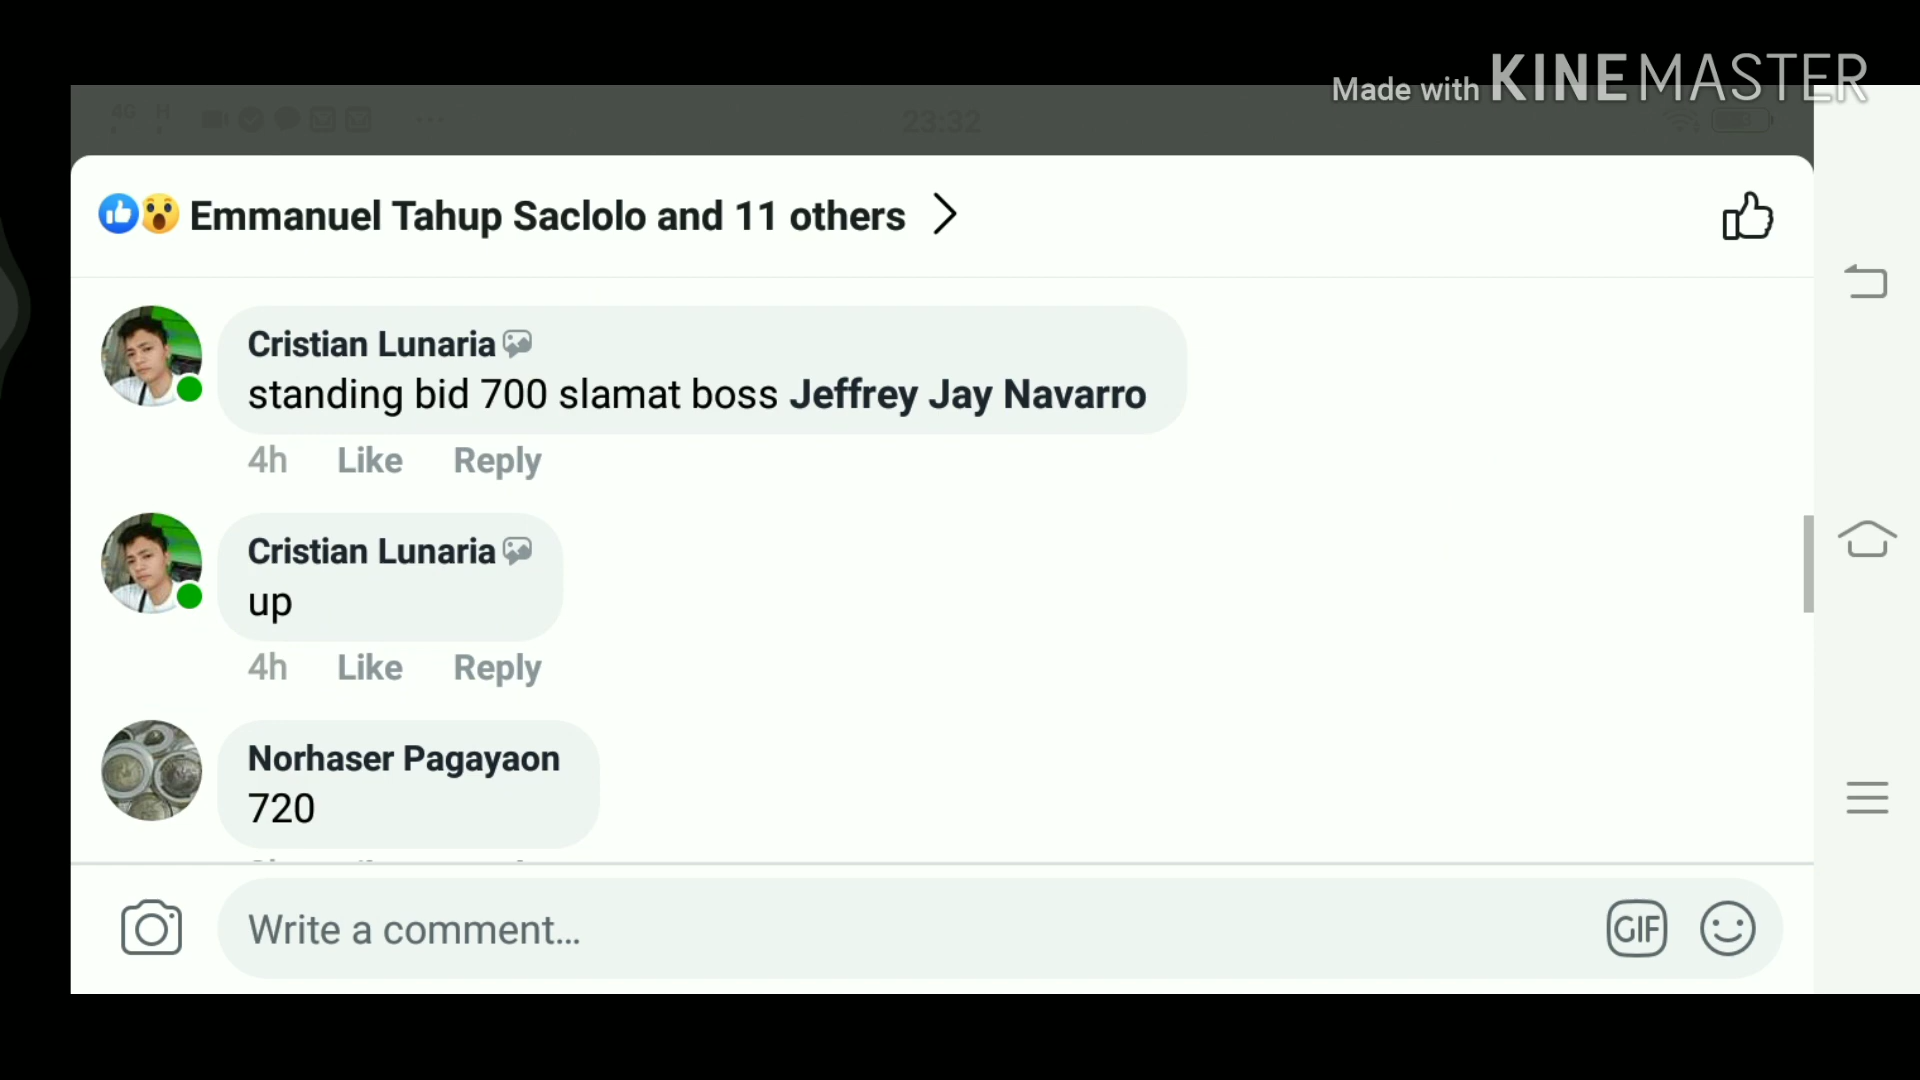 Made with KINEMASTER
4G H
23:32
Emmanuel Tahup Saclolo and 11 others
Cristian Lunaria
standing bid 700 slamat boss Jeffrey Jay Navarro
4h Like Reply
Cristian Lunaria
up
4h Like Reply
Norhaser Pagayaon
720
Write a comment...
GIF